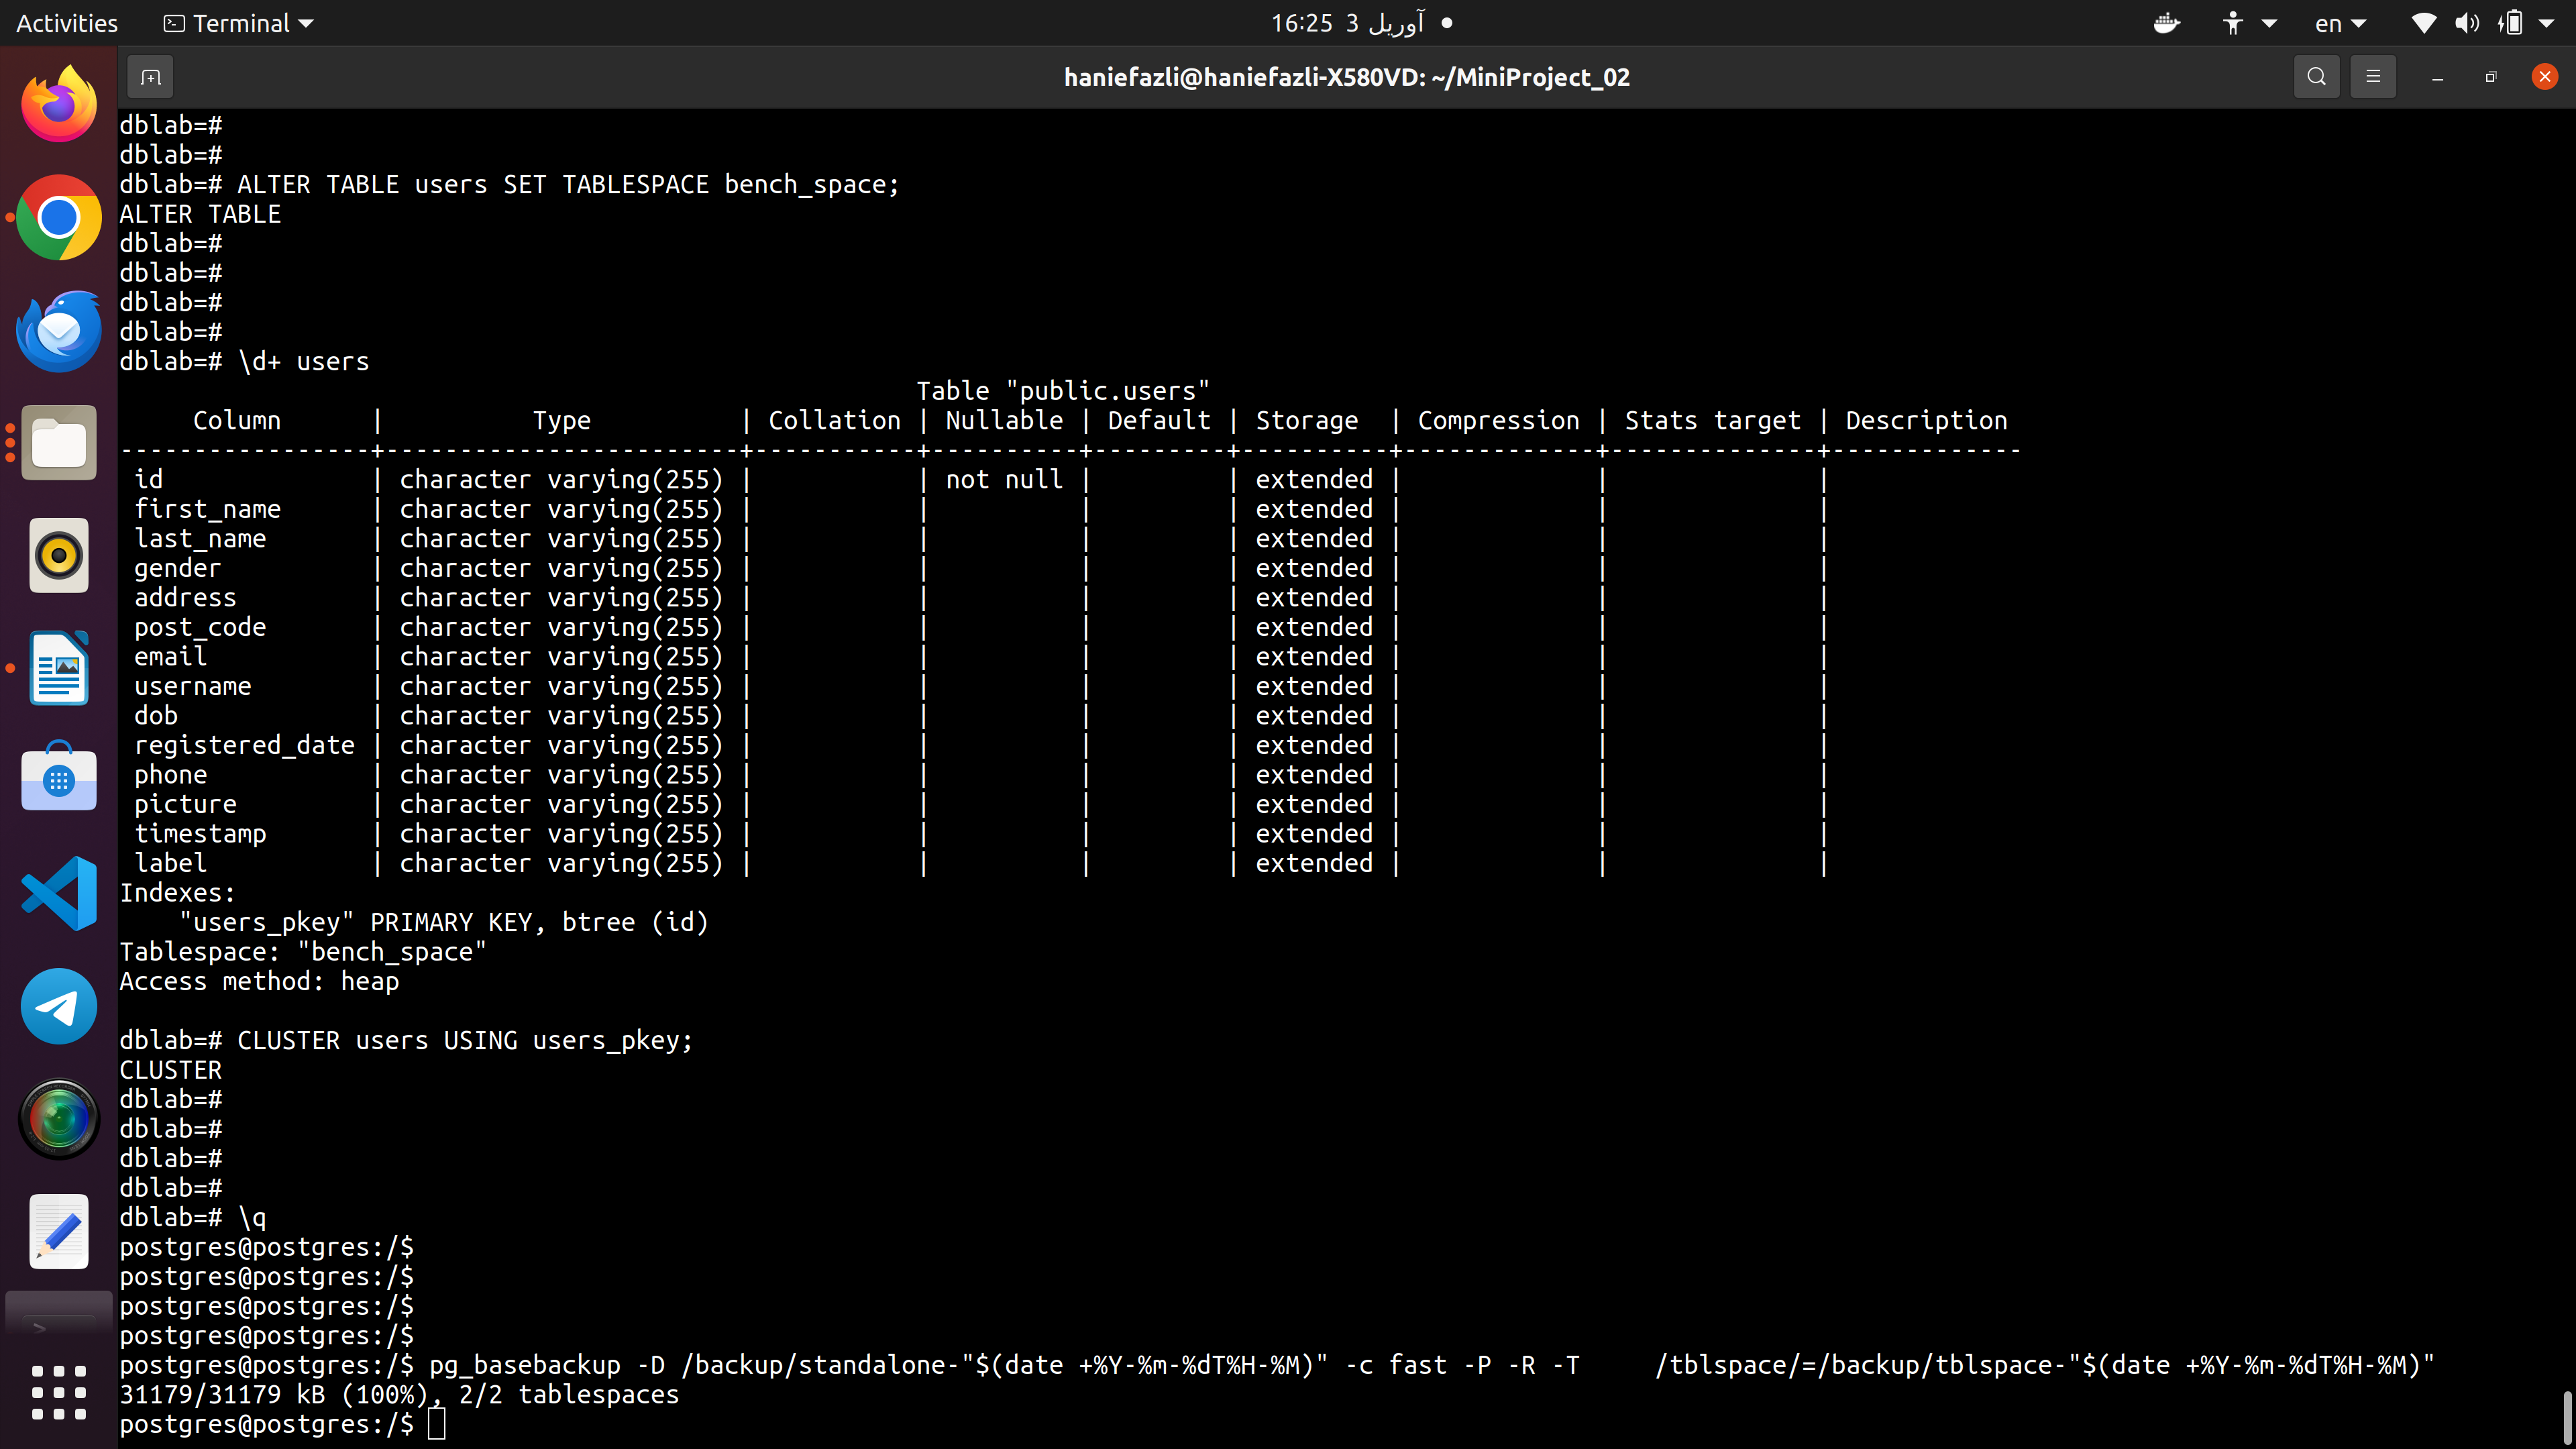 Activities Terminal 16:25 3 آوریل en
haniefazli@haniefazli-X580VD: ~/MiniProject_02
dblab=#
dblab=#
dblab=# ALTER TABLE users SET TABLESPACE bench_space;
ALTER TABLE
dblab=#
dblab=#
dblab=#
dblab=#
dblab=# \d+ users
                                                      Table "public.users"
     Column      |          Type          | Collation | Nullable | Default | Storage  | Compression | Stats target | Description
-----------------+------------------------+-----------+----------+---------+----------+-------------+--------------+-------------
 id              | character varying(255) |           | not null |         | extended |             |              |
 first_name      | character varying(255) |           |          |         | extended |             |              |
 last_name       | character varying(255) |           |          |         | extended |             |              |
 gender          | character varying(255) |           |          |         | extended |             |              |
 address         | character varying(255) |           |          |         | extended |             |              |
 post_code       | character varying(255) |           |          |         | extended |             |              |
 email           | character varying(255) |           |          |         | extended |             |              |
 username        | character varying(255) |           |          |         | extended |             |              |
 dob             | character varying(255) |           |          |         | extended |             |              |
 registered_date | character varying(255) |           |          |         | extended |             |              |
 phone           | character varying(255) |           |          |         | extended |             |              |
 picture         | character varying(255) |           |          |         | extended |             |              |
 timestamp       | character varying(255) |           |          |         | extended |             |              |
 label           | character varying(255) |           |          |         | extended |             |              |
Indexes:
    "users_pkey" PRIMARY KEY, btree (id)
Tablespace: "bench_space"
Access method: heap

dblab=# CLUSTER users USING users_pkey;
CLUSTER
dblab=#
dblab=#
dblab=#
dblab=#
dblab=# \q
postgres@postgres:/$
postgres@postgres:/$
postgres@postgres:/$
postgres@postgres:/$
postgres@postgres:/$ pg_basebackup -D /backup/standalone-"$(date +%Y-%m-%dT%H-%M)" -c fast -P -R -T     /tblspace/=/backup/tblspace-"$(date +%Y-%m-%dT%H-%M)"
31179/31179 kB (100%), 2/2 tablespaces
postgres@postgres:/$